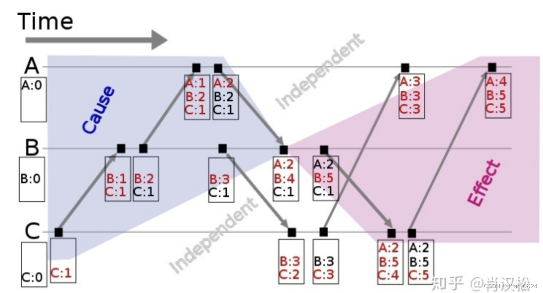 Time
A
A:0
A:1
B:2
C:1
A:2
B:2
C:1
Independent
A:3
B:3
C:3
A:4
B:5
C:5
Cause
B
B:0
B:1
C:1
B:2
C:1
B:3
C:1
A:2
B:4
C:1
A:2
B:5
C:1
Effect
Independent
C
C:0
C:1
B:3
C:2
B:3
C:3
A:2
B:5
C:4
A:2
B:5
C:5
知乎 @肖汉松